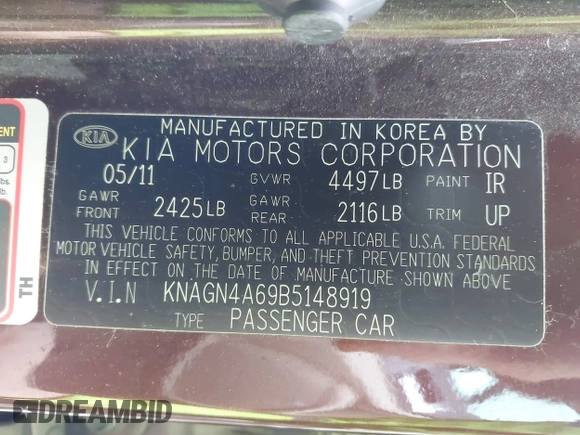 MANUFACTURED IN KOREA BY
KIA
KIA MOTORS CORPORATION
05/11 GVWR 4497LB PAINT IR
GAWR FRONT 2425LB GAWR REAR 2116LB TRIM UP
THIS VEHICLE CONFORMS TO ALL APPLICABLE U.S.A. FEDERAL
MOTOR VEHICLE SAFETY, BUMPER, AND THEFT PREVENTION STANDARDS
IN EFFECT ON THE DATE OF MANUFACTURE SHOWN ABOVE
V.I.N KNAGN4A69B5148919
TYPE PASSENGER CAR
3
TH
DREAMBID